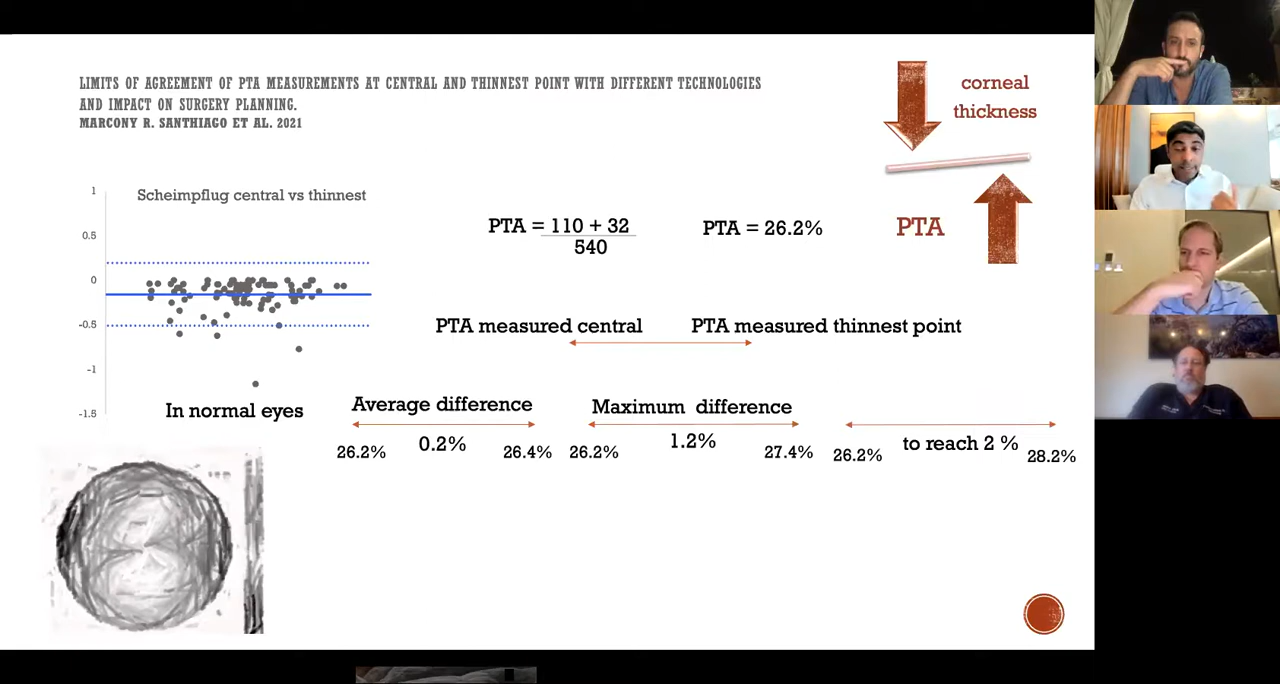 LIMITS OF AGREEMENT OF PTA MEASUREMENTS AT CENTRAL AND THINNEST POINT WITH DIFFERENT TECHNOLOGIES
AND IMPACT ON SURGERY PLANNING.
MARCONY R. SANTHIAGO ET AL. 2021
corneal
thickness
PTA
Scheimpflug central vs thinnest
1
0.5
0
-0.5
-1
-1.5
In normal eyes
PTA = 110 + 32
540
PTA = 26.2%
PTA measured central
PTA measured thinnest point
Average difference
26.2%
0.2%
26.4%
Maximum difference
26.2%
1.2%
27.4%
26.2%
to reach 2 %
28.2%